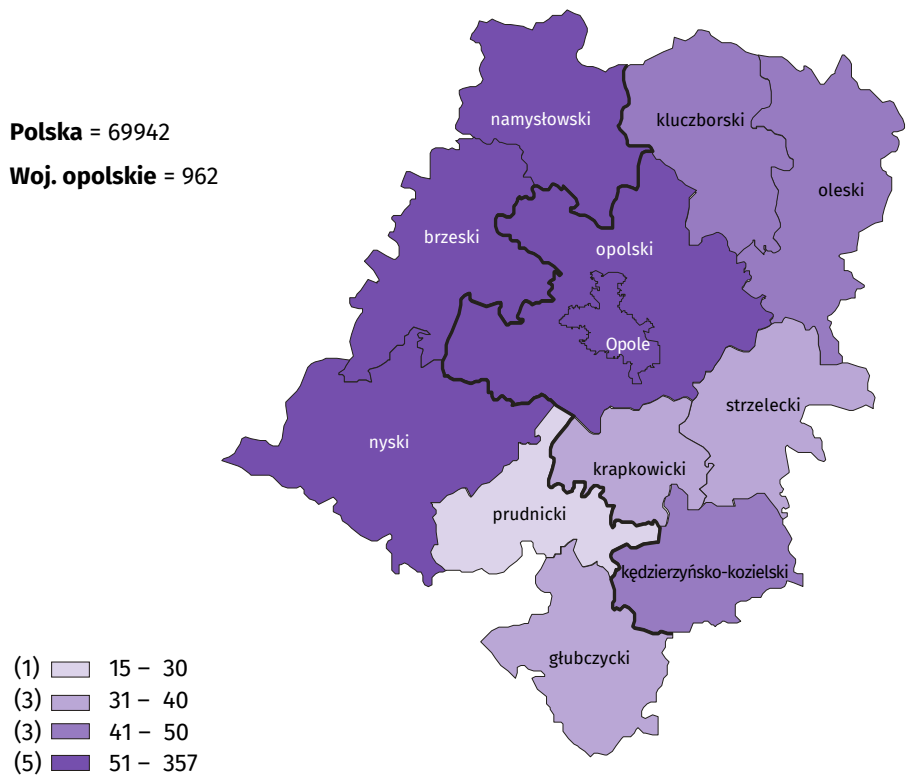 Polska = 69942
Woj. opolskie = 962
namysłowski
kluczborski
oleski
brzeski
opolski
Opole
strzelecki
nyski
krapkowicki
prudnicki
kędzierzyńsko-kozielski
głubczycki
(1) 15 – 30
(3) 31 – 40
(3) 41 – 50
(5) 51 – 357